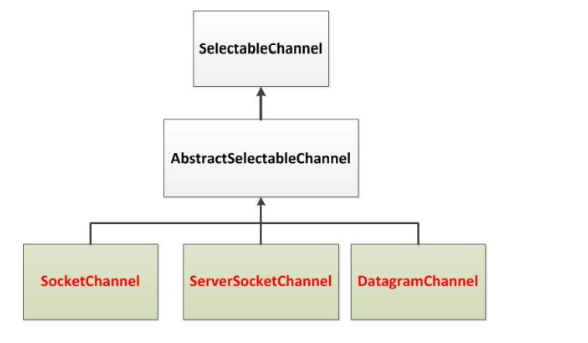 SelectableChannel
AbstractSelectableChannel
SocketChannel
ServerSocketChannel
DatagramChannel